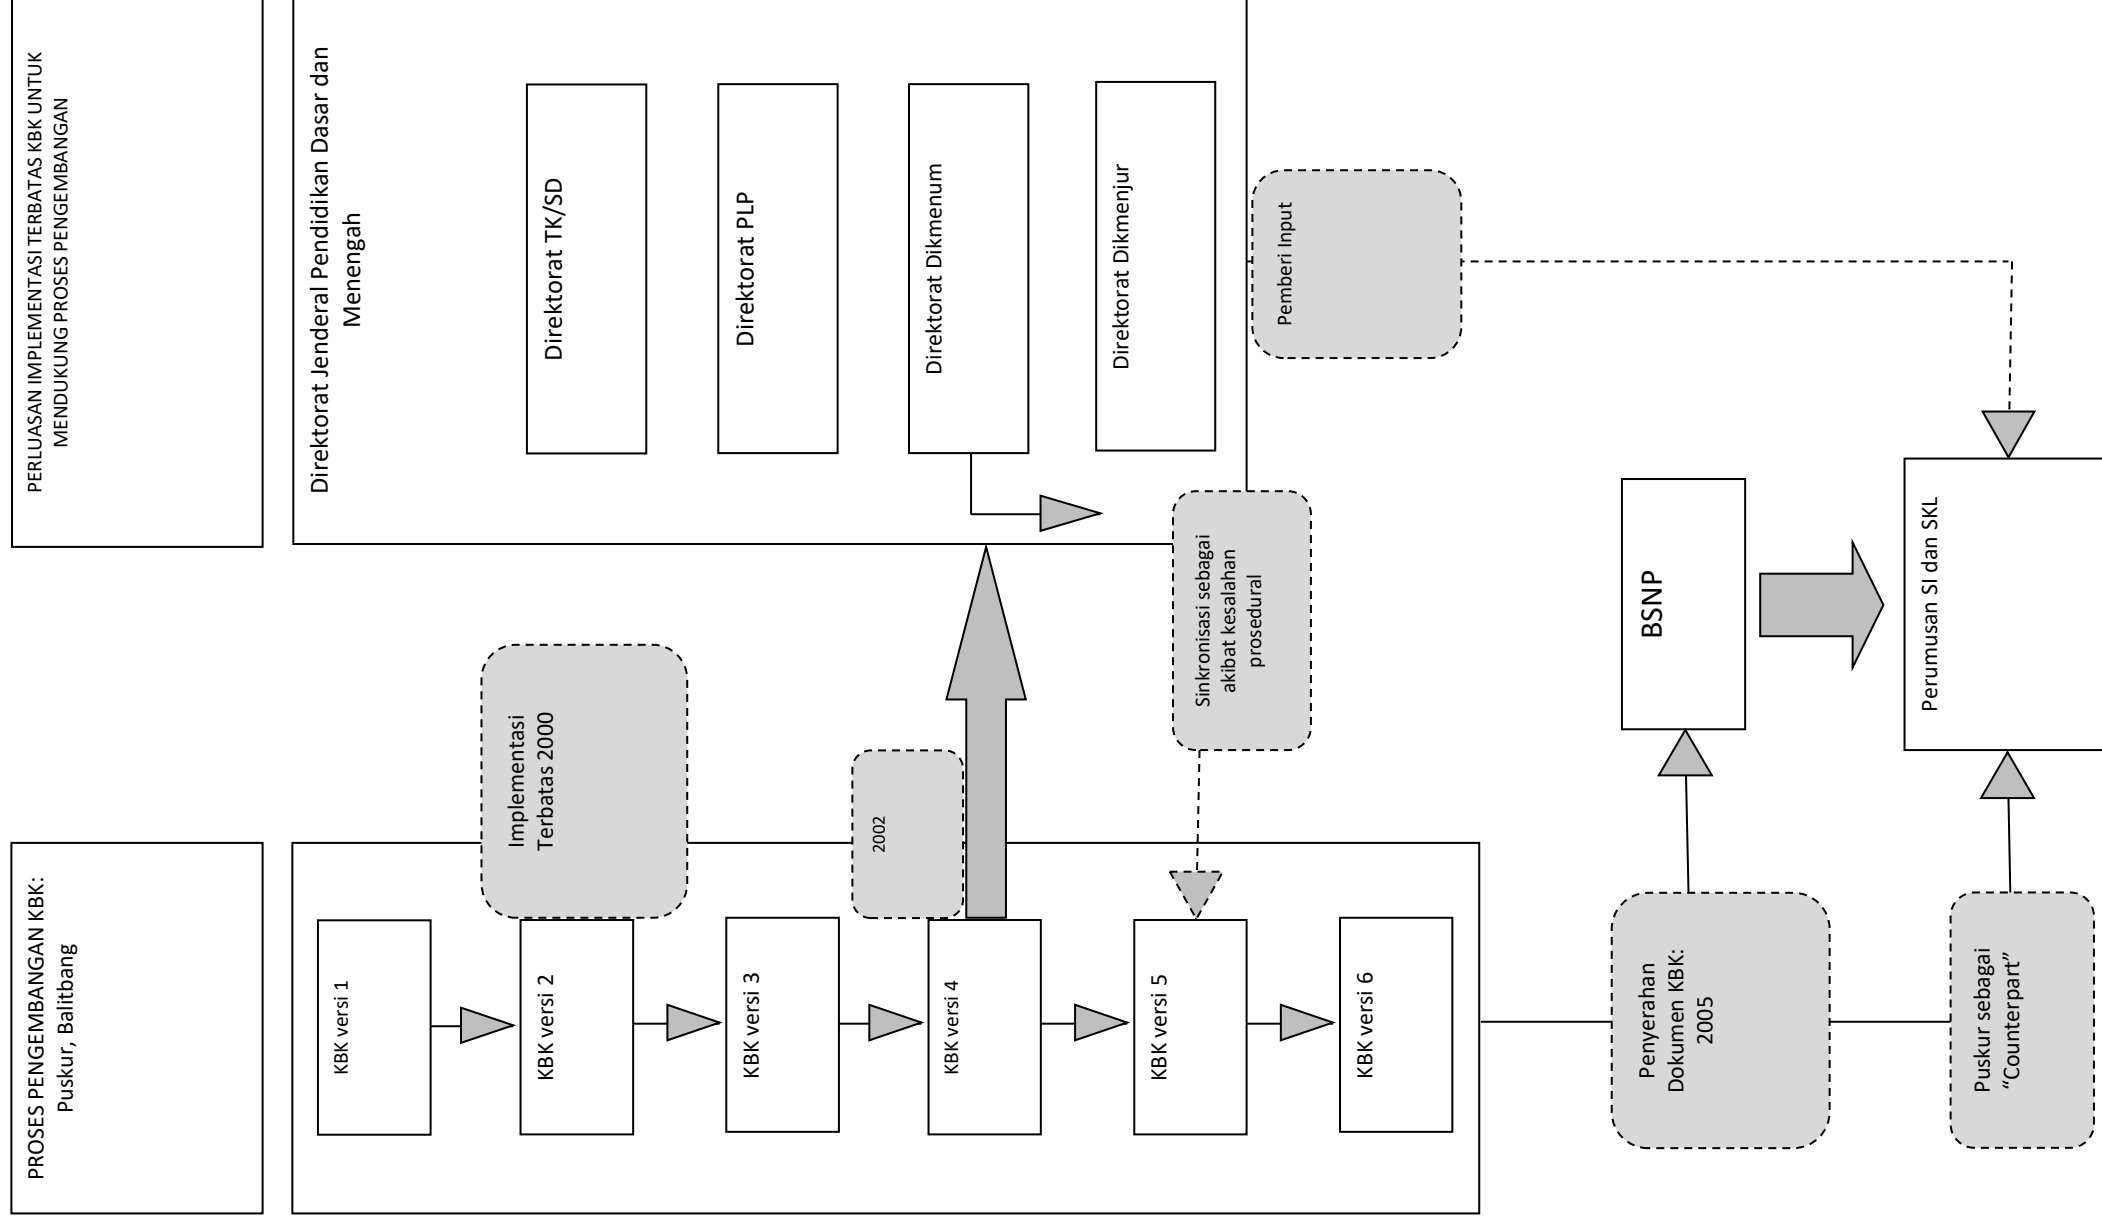 PROSES PENGEMBANGAN KBK:
Puskur, Balitbang
PERLUASAN IMPLEMENTASI TERBATAS KBK UNTUK
MENDUKUNG PROSES PENGEMBANGAN
KBK versi 1
KBK versi 2
KBK versi 3
KBK versi 4
KBK versi 5
KBK versi 6
Implementasi
Terbatas 2000
2002
Direktorat Jenderal Pendidikan Dasar dan
Menengah
Direktorat TK/SD
Direktorat PLP
Direktorat Dikmenum
Direktorat Dikmenjur
Sinkronisasi sebagai
akibat kesalahan
prosedural
Pemberi Input
Penyerahan
Dokumen KBK:
2005
BSNP
Puskur sebagai
“Counterpart”
Perumusan SI dan SKL